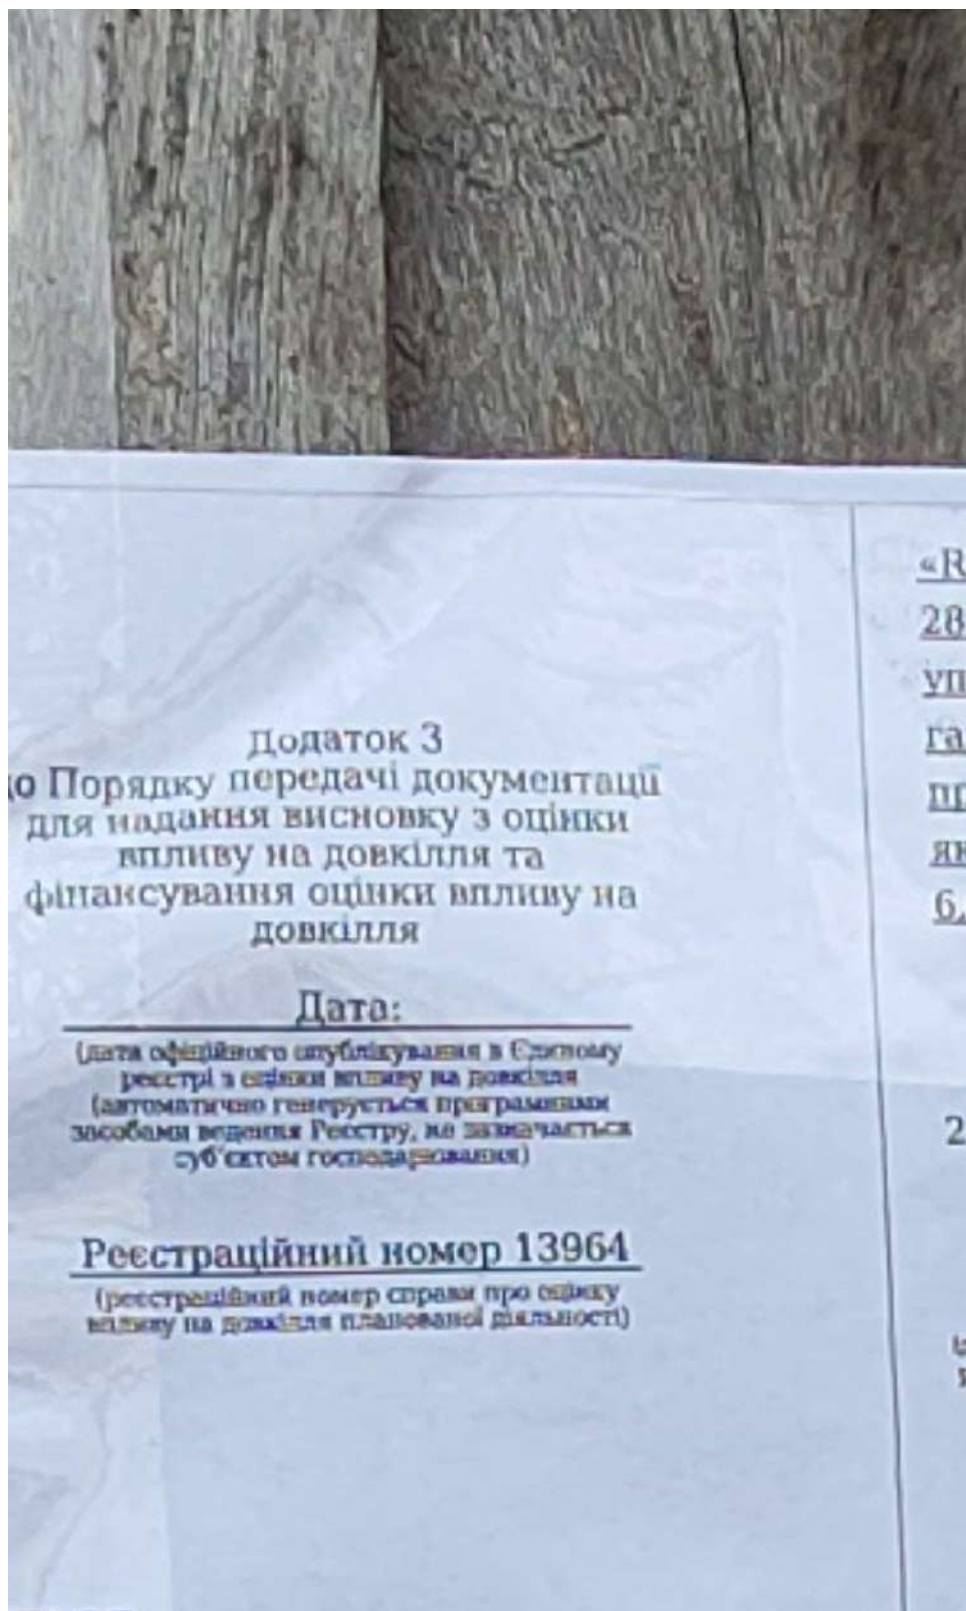 Додаток 3
до Порядку передачі документації
для надання висновку з оцінки
впливу на довкілля та
фінансування оцінки впливу на
довкілля
Дата:
(дата офіційного опублікування в Єдиному
реєстрі з оцінки впливу на довкілля
(автоматично генерується програмними
засобами ведення Реєстру, не зазначається
суб'єктом господарювання)
Реєстраційний номер 13964
(реєстраційний номер справи про оцінку
впливу на довкілля планованої діяльності)
«R
28
уп
га
пр
як
6.
2